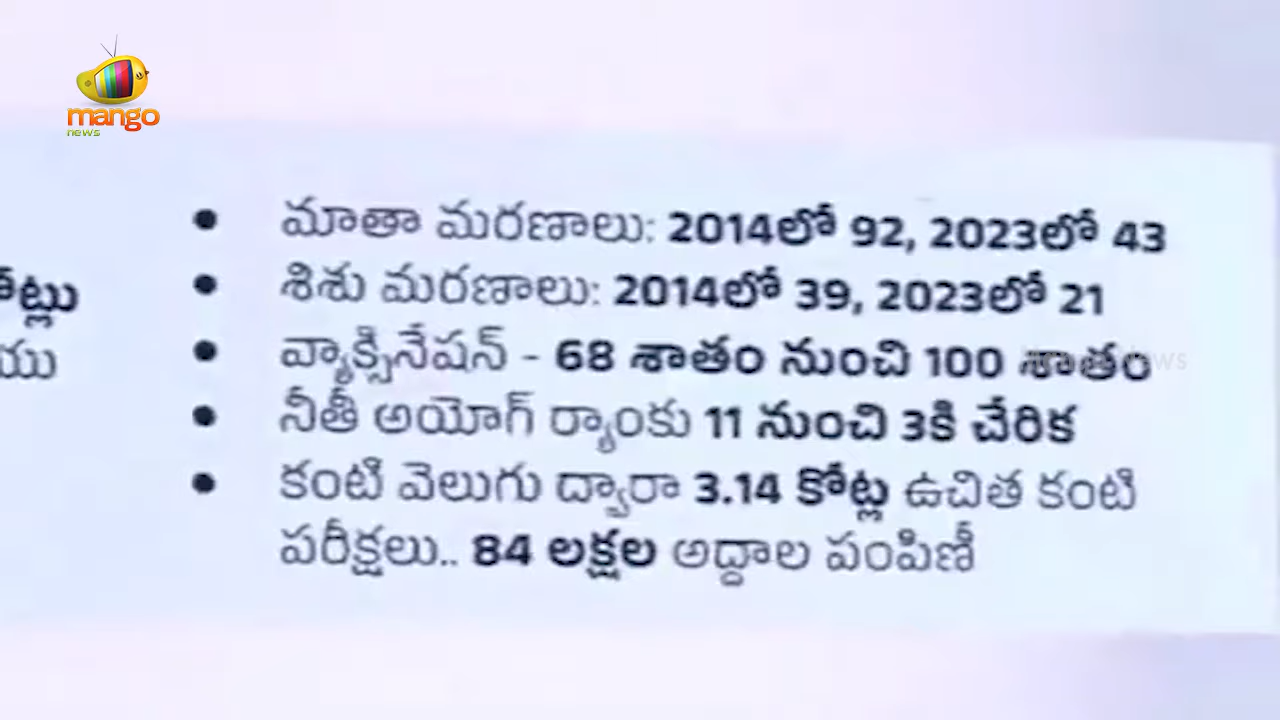 mango
news
మాతా మరణాలు: 2014లో 92, 2023లో 43
శిశు మరణాలు: 2014లో 39, 2023లో 21
ట్లు
వ్యాక్సినేషన్ - 68 శాతం నుంచి 100 శాతం
యు
నీతీ అయోగ్ ర్యాంకు 11 నుంచి 3కి చేరిక
కంటి వెలుగు ద్వారా 3.14 కోట్ల ఉచిత కంటి
పరీక్షలు.. 84 లక్షల అద్దాల పంపిణీ